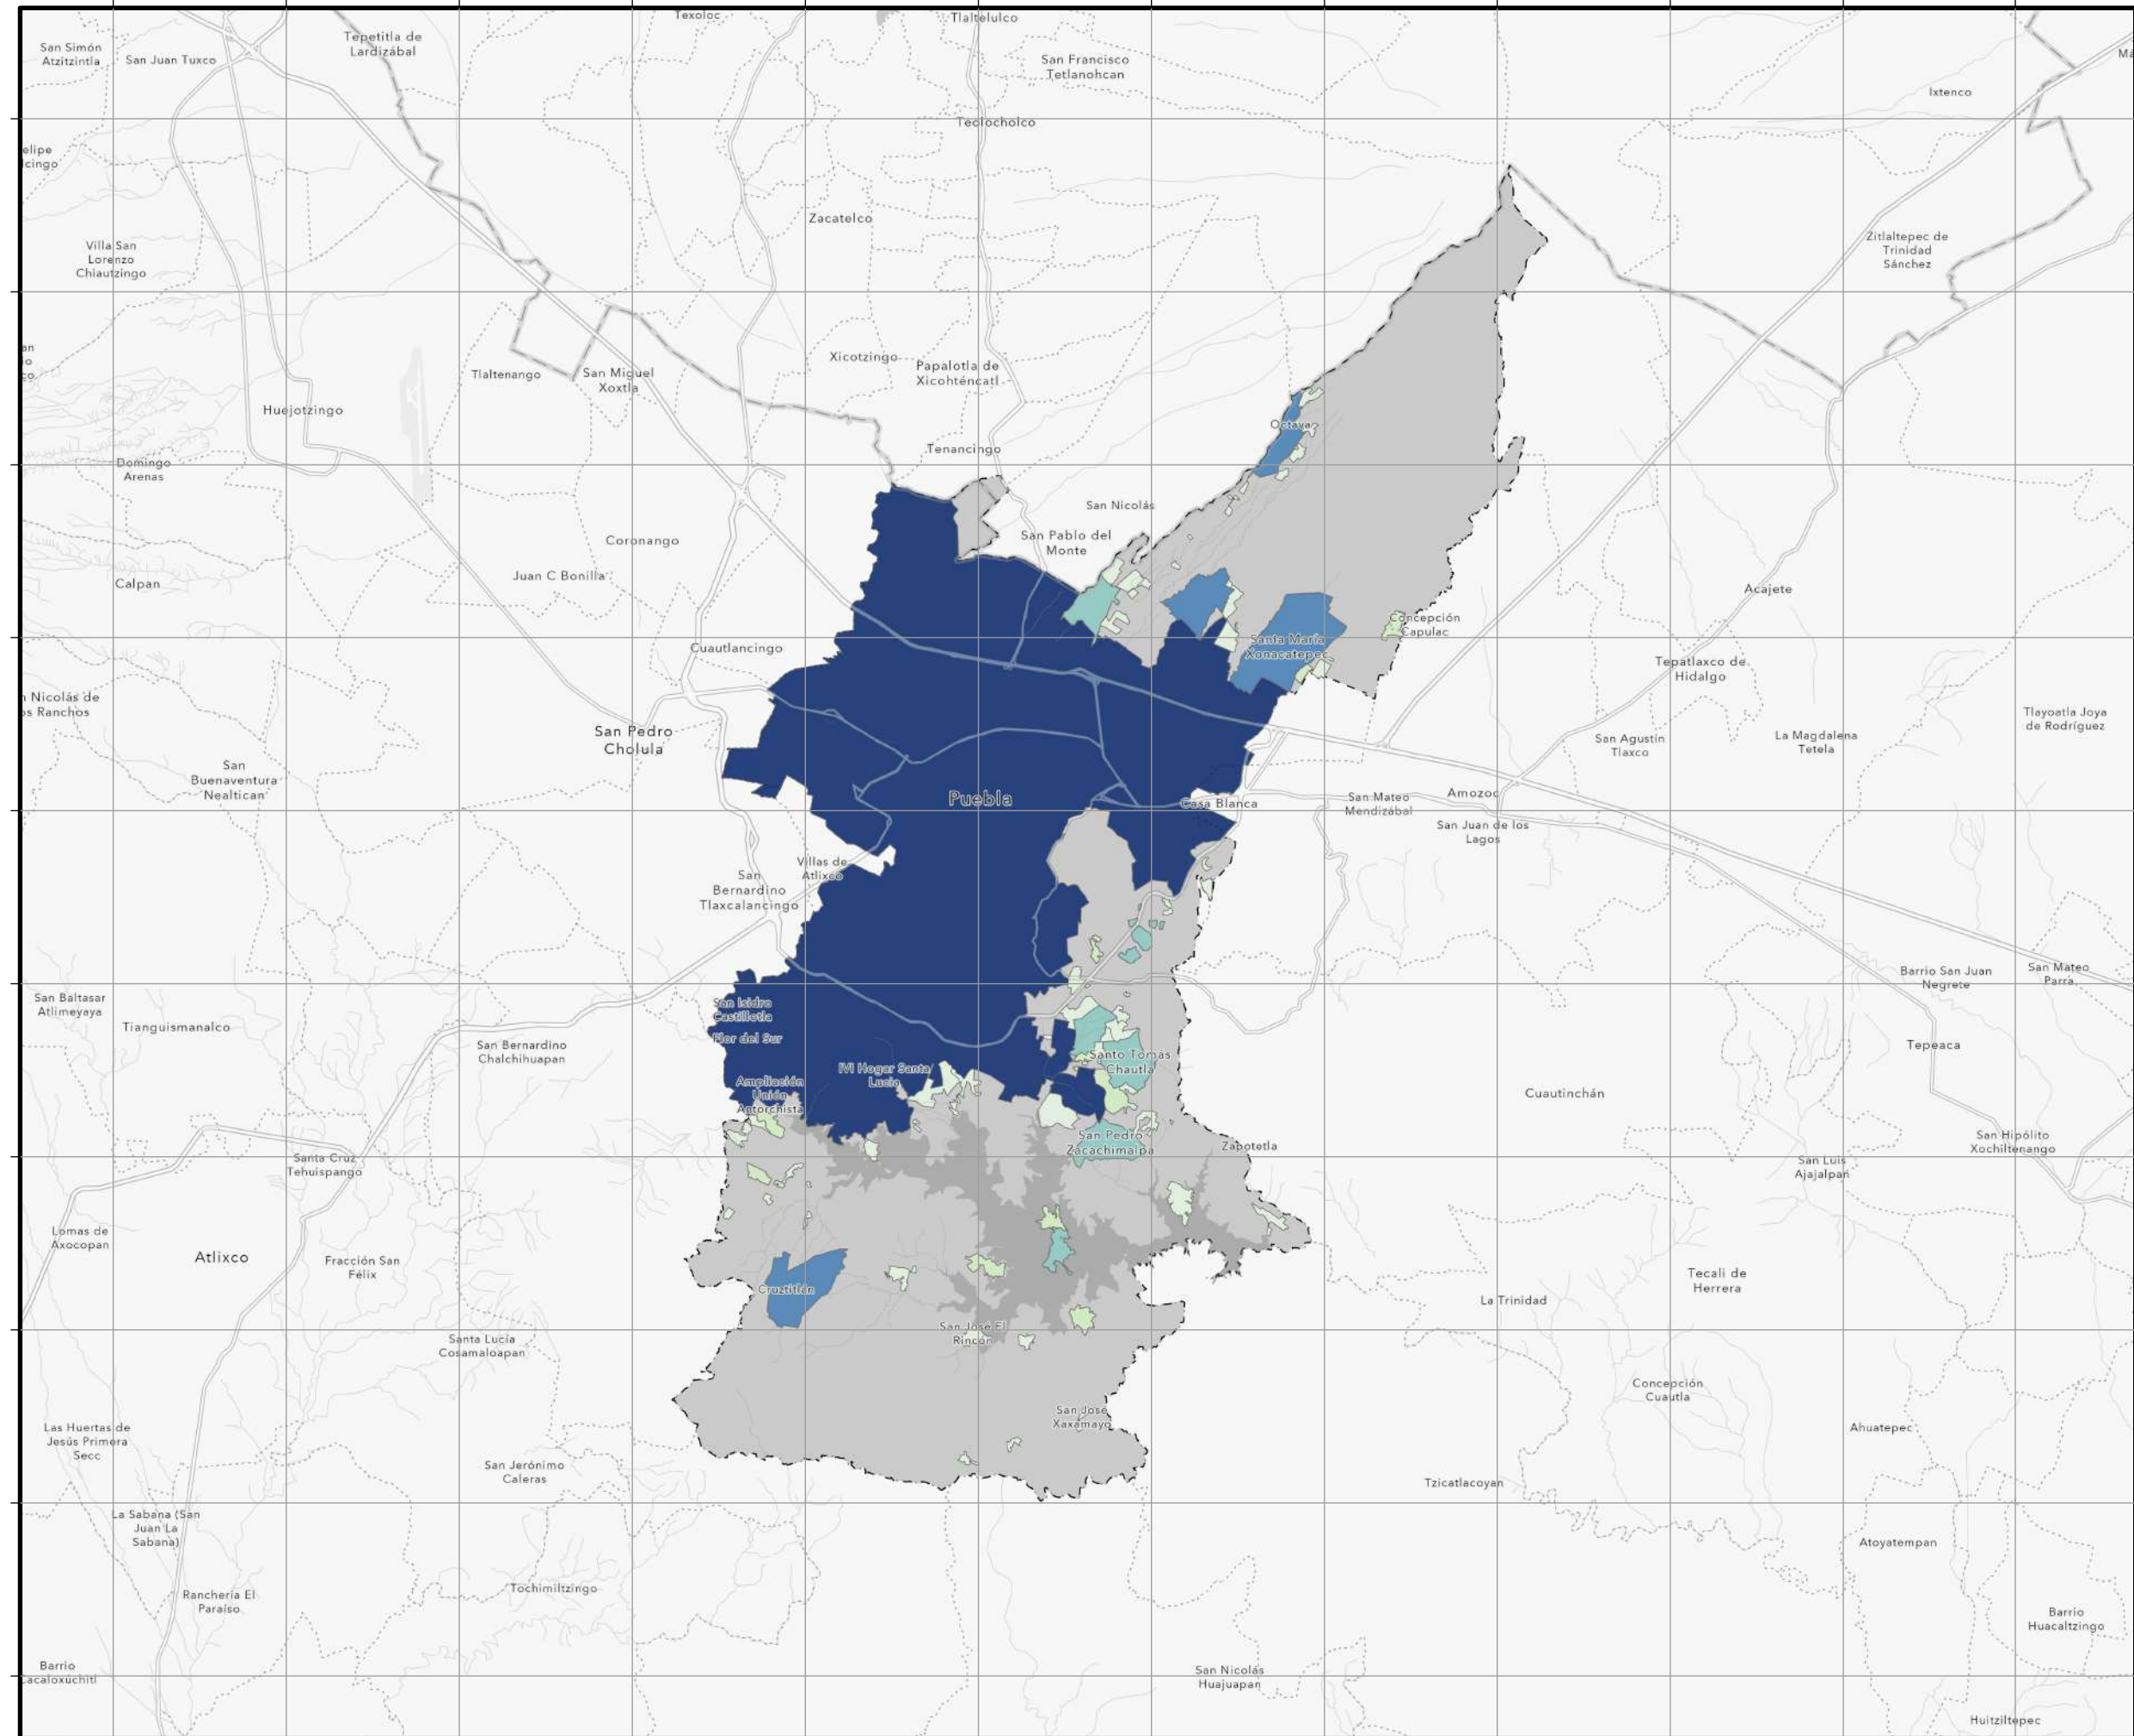 Texoloc
Tlaltelulco
San Simón
Atzitzintla
San Juan Tuxco
Tepetitla de
Lardizábal
San Francisco
Tetlanohcan
Ixtenco
Teolocholco
Zacatelco
Villa San
Lorenzo
Chiautzingo
Zitlaltepec de
Trinidad
Sánchez
Xicotzingo
Papalotla de
Xicohténcatl
Tlaltenango
San Miguel
Xoxtla
Huejotzingo
Octavar
Tenancingo
Domingo
Arenas
San Nicolás
San Pablo del
Monte
Coronango
Juan C Bonilla
Calpan
Acajete
Concepción
Capulac
Santa María
Xonacatepec
Cuautlancingo
Tepatlaxco de
Hidalgo
Nicolás de
os Ranchos
San Pedro
Cholula
Tlayoatla Joya
de Rodríguez
San Agustín
Tlaxco
La Magdalena
Tetela
San
Buenaventura
Nealtican
Puebla
Casa Blanca
San Mateo
Mendizábal
Amozoc
San Juan de los
Lagos
Villas de
Atlixco
San
Bernardino
Tlaxcalancingo
Barrio San Juan
Negrete
San Mateo
Parra
San Baltasar
Atlimeyaya
Tianguismanalco
San Isidro
Castillotla
Flor del Sur
San Bernardino
Chalchihuapan
Tepeaca
Santo Tomás
Chautla
IVI Hogar Santa
Lucia
Ampliación
Unión
Antorchista
Cuautinchán
San Pedro
Zacachimalpa
Zapotetla
San Hipólito
Xochiltenango
Santa Cruz
Tehuispango
San Luis
Ajajalpan
Lomas de
Axocopan
Atlixco
Fracción San
Félix
Cruztitlán
Tecali de
Herrera
La Trinidad
San José El
Rincón
Santa Lucía
Cosamaloapan
Concepción
Cuautla
San José
Xaxamayo
Las Huertas de
Jesús Primera
Secc
Ahuatepec
San Jerónimo
Caleras
Tzicatlacoyan
La Sabana (San
Juan La
Sabana)
Atoyatempan
Tochimiltzingo
Rancheria El
Paraíso
Barrio
Huacaltzingo
Barrio
San Nicolás
Huajuapan
Huitziltepec